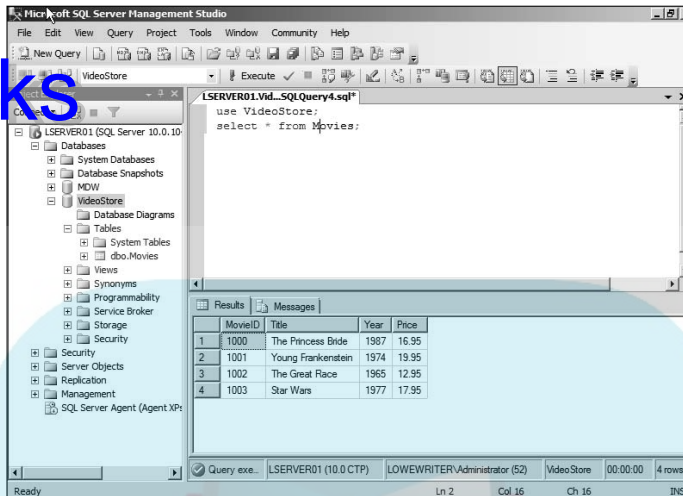 Microsoft SQL Server Management Studio
File Edit View Query Project Tools Window Community Help
New Query
ks
VideoStore
Execute
LSERVER01.Vid...SQLQuery4.sql*
use VideoStore;
select * from Movies;
LSERVER01 (SQL Server 10.0.10
Databases
System Databases
Database Snapshots
MDW
VideoStore
Database Diagrams
Tables
System Tables
dbo.Movies
Views
Synonyms
Programmability
Service Broker
Storage
Security
Security
Server Objects
Replication
Management
SQL Server Agent (Agent XPs
Results Messages
MovieID Title Year Price
1 1000 The Princess Bride 1987 16.95
2 1001 Young Frankenstein 1974 19.95
3 1002 The Great Race 1965 12.95
4 1003 Star Wars 1977 17.95
Query exe... LSERVER01 (10.0 CTP) LOWEWRITER\Administrator (52) VideoStore 00:00:00 4 rows
Ready Ln 2 Col 16 Ch 16 INS